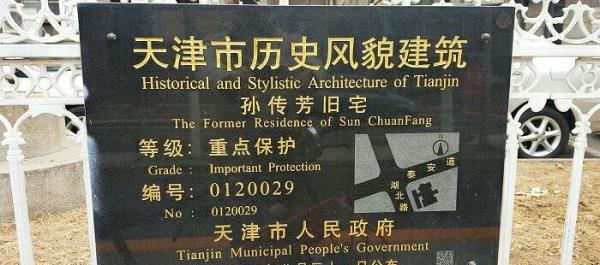 天津市历史风貌建筑
Historical and Stylistic Architecture of Tianjin
孙传芳旧宅
The Former Residence of Sun ChuanFang
等级：重点保护
Grade : Important Protection
编号：0120029
No : 0120029
N
泰安道
湖北路
天津市人民政府
Tianjin Municipal People's Government